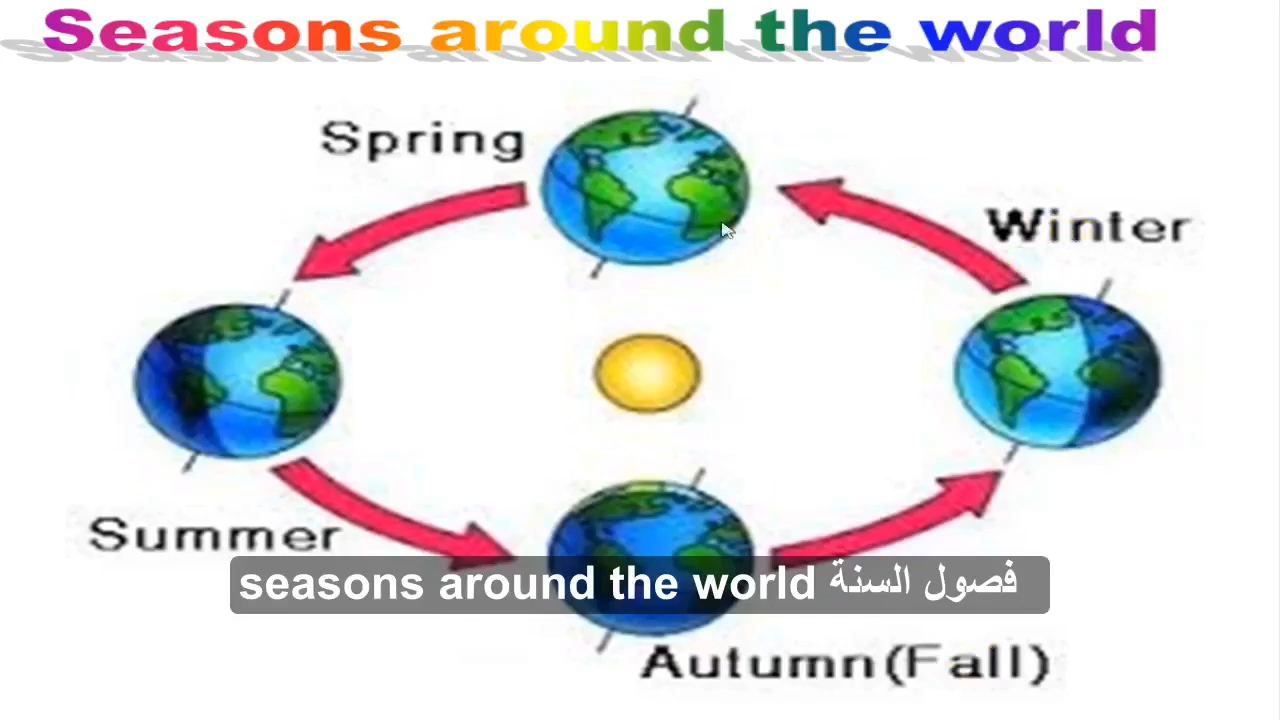 Seasons around the world
Spring
Winter
Summer
seasons around the world فصول السنة
Autumn(Fall)